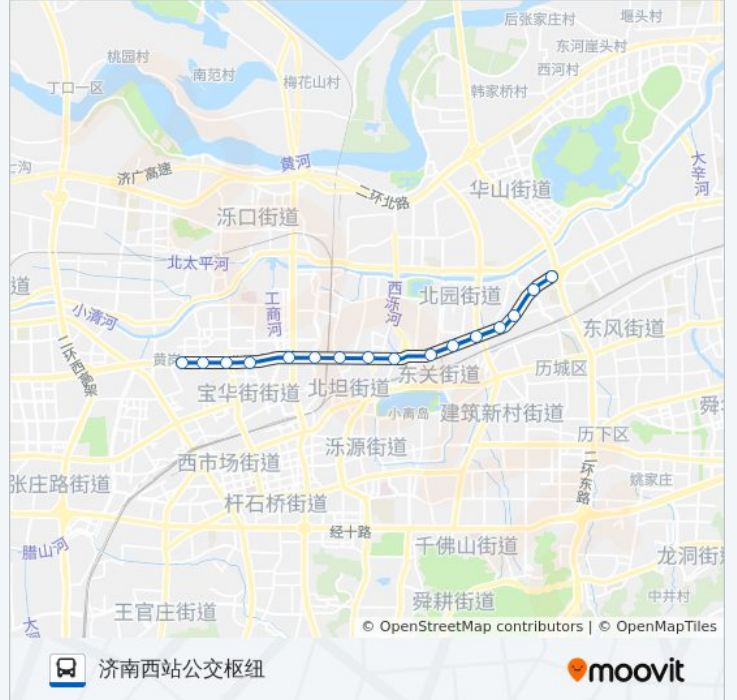 后张家庄村
堰头村
东河崖头村
桃园村
西河村
南范村
梅花山村
丁口一区
韩家桥村
黄河
大辛河
济广高速
二环北路
华山街道
泺口街道
北太平河
道
工商河
西泺河
北园街道
小清河
东风街道
二环西高架
黄岗
历城区
东关街道
宝华街街道
北坦街道
小离岛
建筑新村街道
历下区
泺源街道
西市场街道
二环东路
姚家庄
张庄路街道
杆石桥街道
经十路
腊山河
千佛山街道
龙洞街
中井村
舜耕街道
王官庄街道
© OpenStreetMap contributors | © OpenMapTiles
济南西站公交枢纽
moovit